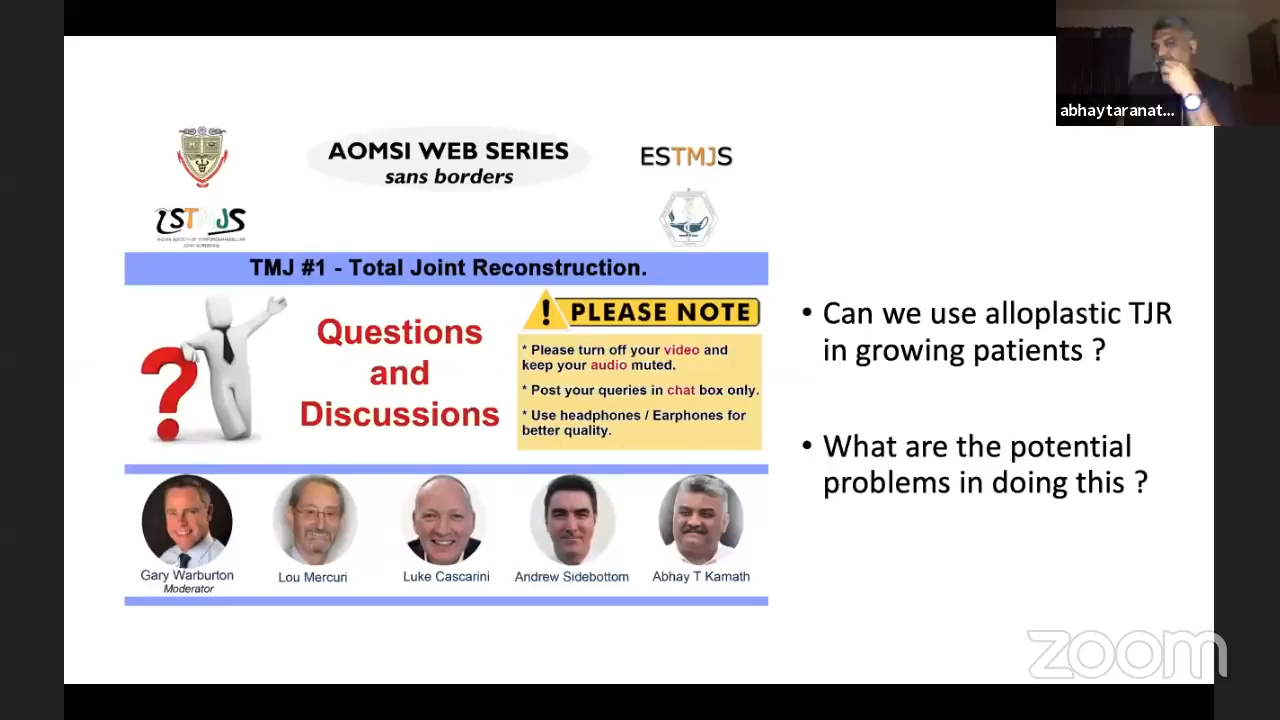 abhaytaranat...
AOMSI WEB SERIES
sans borders
ESTMJS
ISTMJS
TMJ #1 - Total Joint Reconstruction.
Questions
and
Discussions
! PLEASE NOTE
* Please turn off your video and
keep your audio muted.
* Post your queries in chat box only.
* Use headphones / Earphones for
better quality.
• Can we use alloplastic TJR
in growing patients ?
• What are the potential
problems in doing this ?
Gary Warburton
Moderator
Lou Mercuri
Luke Cascarini
Andrew Sidebottom
Abhay T Kamath
zoom